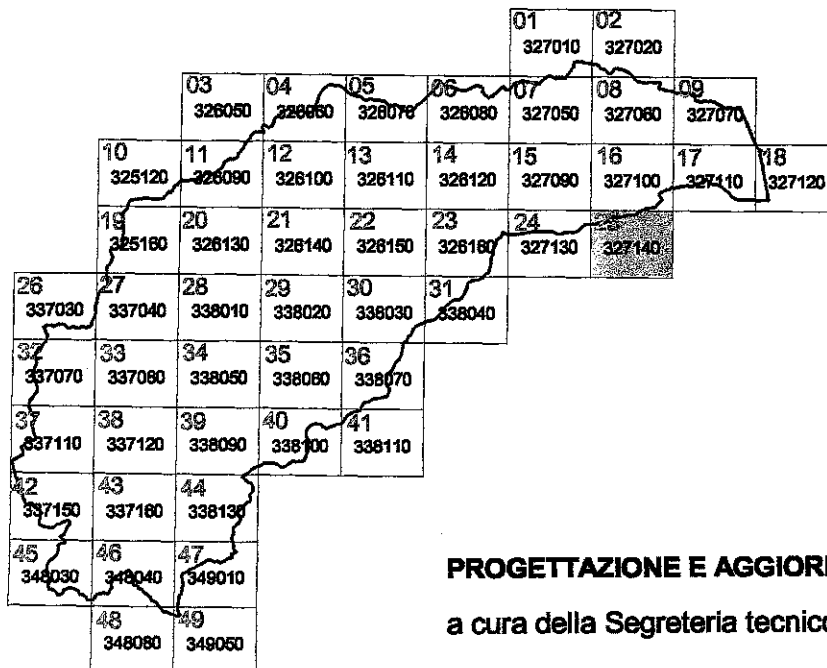 01 02
327010 327020
03 04 05 06 07 08 09
326050 326060 326070 326080 327050 327060 327070
10 11 12 13 14 15 16 17 18
325120 326090 326100 326110 326120 327090 327100 327110 327120
19 20 21 22 23 24 25
325160 326130 326140 326150 326160 327130 327140
26 27 28 29 30 31
337030 337040 338010 338020 338030 338040
32 33 34 35 36
337070 337080 338050 338060 338070
37 38 39 40 41
337110 337120 338090 338100 338110
42 43 44
337150 337160 338130
45 46 47
348030 348040 349010
48 49
348080 349050
PROGETTAZIONE E AGGIOR
a cura della Segreteria tecnico